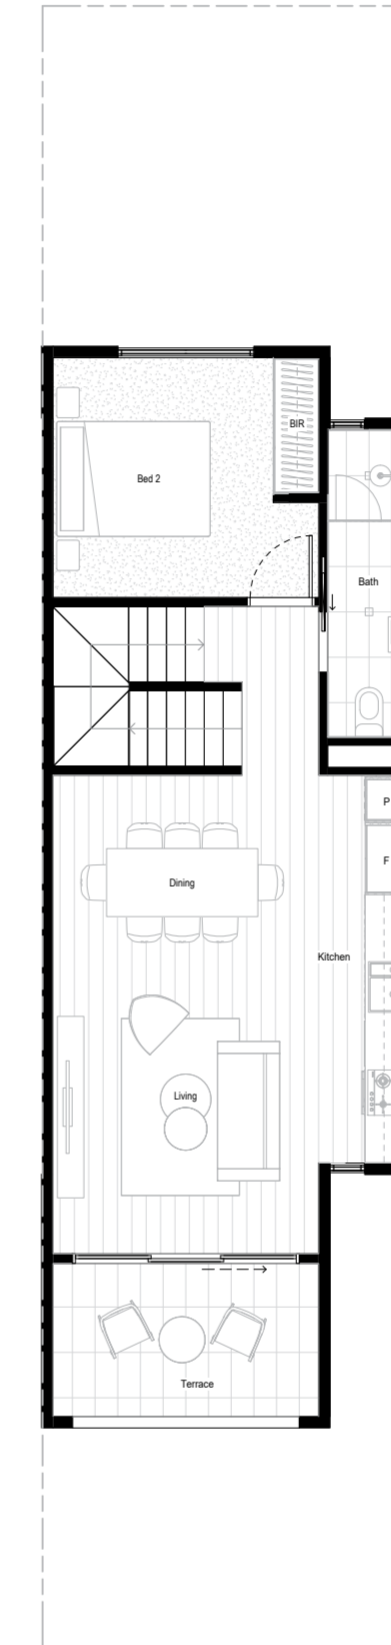 BIR
Bed 2
Bath
P
Dining
F
Kitchen
Living
Terrace